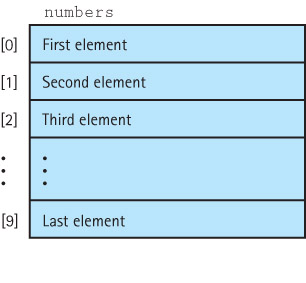 numbers
[0] First element
[1] Second element
[2] Third element
[9] Last element